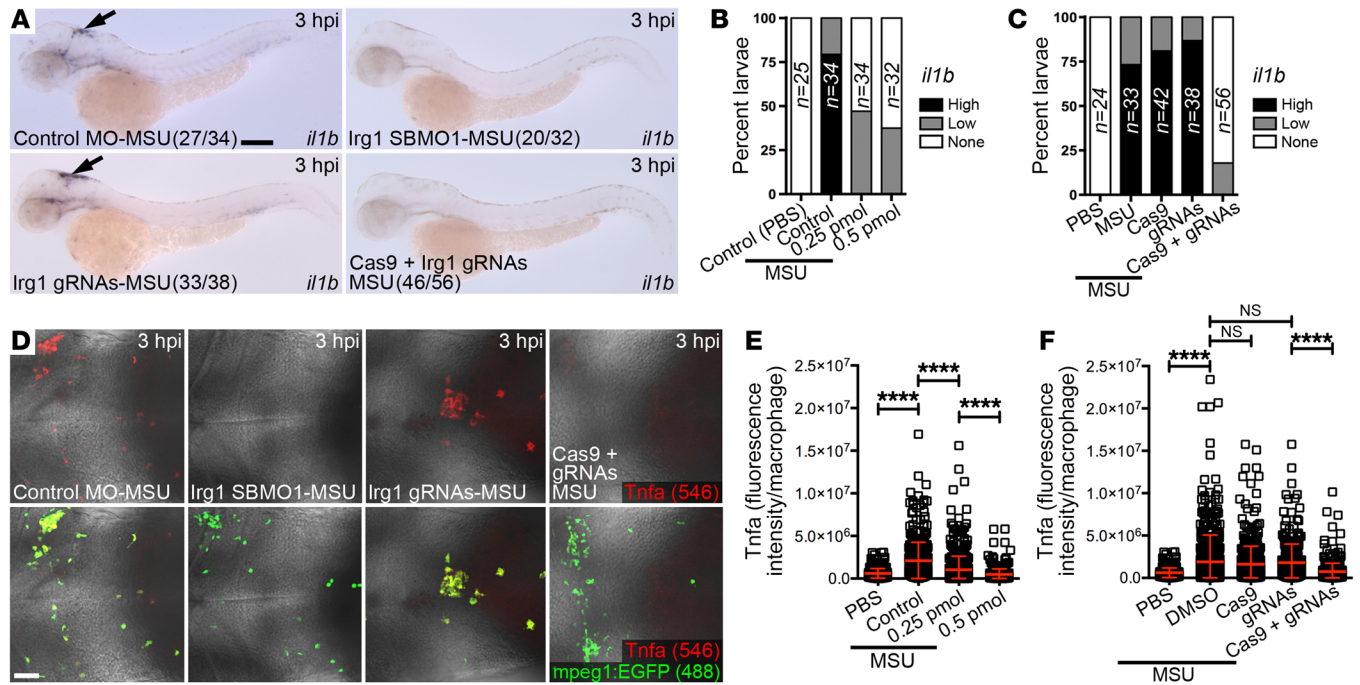 A
3 hpi
Control MO-MSU(27/34)
il1b
3 hpi
Irg1 SBMO1-MSU(20/32)
il1b
3 hpi
Irg1 gRNAs-MSU(33/38)
il1b
3 hpi
Cas9 + Irg1 gRNAs
MSU(46/56)
il1b
B
Percent larvae
100
75
50
25
0
n=25
n=34
n=34
n=32
Control (PBS)
Control
0.25 pmol
0.5 pmol
MSU
il1b
High
Low
None
C
Percent larvae
100
75
50
25
0
n=24
n=33
n=42
n=38
n=56
PBS
MSU
Cas9
gRNAs
Cas9 + gRNAs
MSU
il1b
High
Low
None
D
3 hpi
Control MO-MSU
3 hpi
Irg1 SBMO1-MSU
3 hpi
Irg1 gRNAs-MSU
3 hpi
Cas9 +
gRNAs
MSU
Tnfa (546)
Tnfa (546)
mpeg1:EGFP (488)
E
Tnfa (fluorescence
intensity/macrophage)
2.5×10⁷
2.0×10⁷
1.5×10⁷
1.0×10⁷
5.0×10⁶
0.0
****
****
****
PBS
Control
0.25 pmol
0.5 pmol
MSU
F
Tnfa (fluorescence
intensity/macrophage)
2.5×10⁷
2.0×10⁷
1.5×10⁷
1.0×10⁷
5.0×10⁶
0.0
NS
NS
****
****
PBS
DMSO
Cas9
gRNAs
Cas9 + gRNAs
MSU